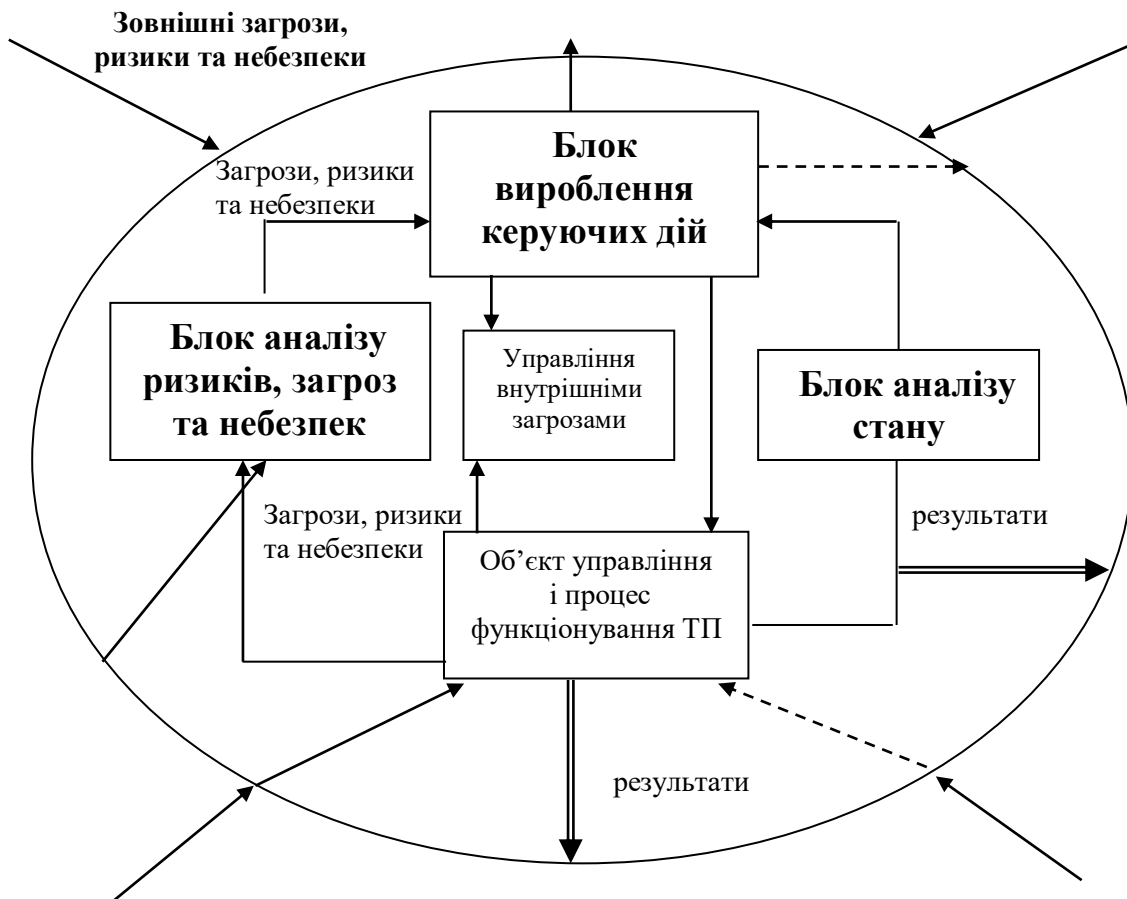 Зовнішні загрози,
ризики та небезпеки
Блок
вироблення
керуючих дій
Загрози, ризики
та небезпеки
Блок аналізу
ризиків, загроз
та небезпек
Управління
внутрішніми
загрозами
Блок аналізу
стану
Загрози, ризики
та небезпеки
результати
Об’єкт управління
і процес
функціонування ТП
результати